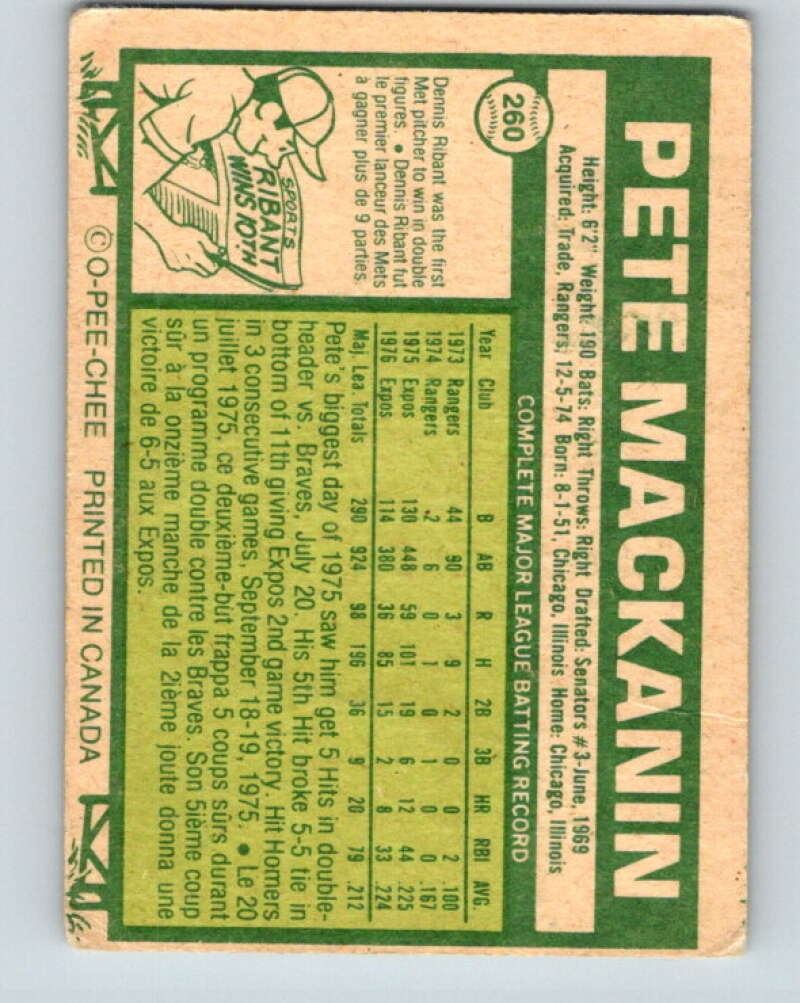 PETE MACKANIN
260
Height: 6'2" Weight: 190 Bats: Right Throws: Right Drafted: Senators #3-June, 1969
Acquired: Trade, Rangers, 12-5-74 Born: 8-1-51, Chicago, Illinois Home: Chicago, Illinois
COMPLETE MAJOR LEAGUE BATTING RECORD
Year Club B AB R H 2B 3B HR RBI AVG.
1973 Rangers 44 90 3 9 2 0 0 2 .100
1974 Rangers 2 6 0 1 0 1 0 0 .167
1975 Expos 130 448 59 101 19 6 12 44 .225
1976 Expos 114 380 36 85 15 2 8 33 .224
Maj. Lea. Totals 290 924 98 196 36 9 20 79 .212
Pete's biggest day of 1975 saw him get 5 Hits in double-
header vs. Braves, July 20. His 5th Hit broke 5-5 tie in
bottom of 11th giving Expos 2nd game victory. Hit Homers
in 3 consecutive games, September 18-19, 1975. • Le 20
juillet 1975, ce deuxième-but frappa 5 coups sûrs durant
un programme double contre les Braves. Son 5ième coup
sûr à la onzième manche de la 2ième joute donna une
victoire de 6-5 aux Expos.
Dennis Ribant was the first
Met pitcher to win in double
figures. • Dennis Ribant fut
le premier lanceur des Mets
à gagner plus de 9 parties.
SPORTS
RIBANT
WINS 10TH
©O-PEE-CHEE PRINTED IN CANADA